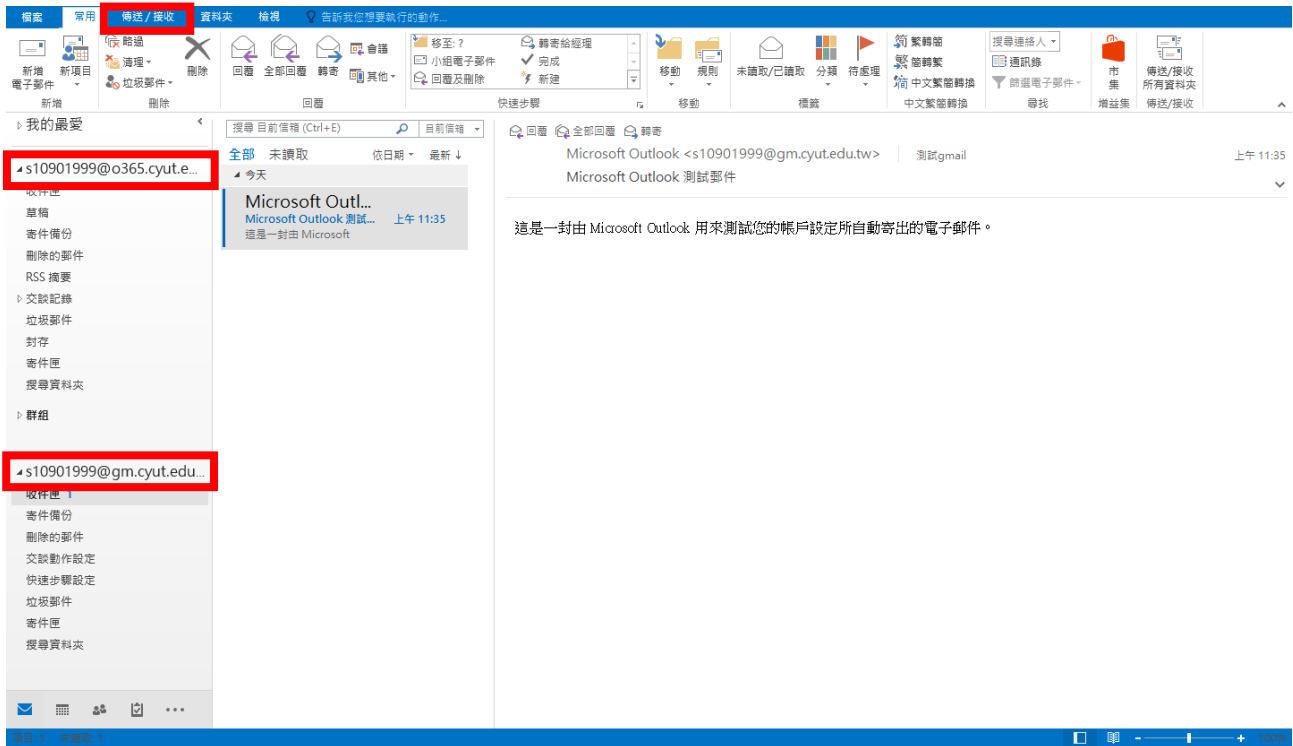 檔案 常用 傳送 / 接收 資料夾 檢視 告訴我您想要執行的動作...
新增電子郵件
新項目
略過
清理
垃圾郵件
刪除
回覆
全部回覆
轉寄
會議
其他
移至: ?
小組電子郵件
回覆及刪除
轉寄給經理
完成
新建
移動
規則
未讀取/已讀取
分類
待處理
繁轉簡
簡轉繁
中文繁簡轉換
搜尋連絡人
通訊錄
篩選電子郵件
市集
傳送/接收所有資料夾
新增 刪除 回覆 快速步驟 移動 標籤 中文繁簡轉換 尋找 增益集 傳送/接收
我的最愛
s10901999@o365.cyut.e...
收件匣
草稿
寄件備份
刪除的郵件
RSS 摘要
交談記錄
垃圾郵件
封存
寄件匣
搜尋資料夾
群組
s10901999@gm.cyut.edu...
收件匣 1
寄件備份
刪除的郵件
交談動作設定
快速步驟設定
垃圾郵件
寄件匣
搜尋資料夾
搜尋 目前信箱 (Ctrl+E) 目前信箱
全部 未讀取 依日期 最新 ↓
今天
Microsoft Outl...
Microsoft Outlook 測試... 上午 11:35
這是一封由 Microsoft
回覆 全部回覆 轉寄
Microsoft Outlook <s10901999@gm.cyut.edu.tw> 測試gmail 上午 11:35
Microsoft Outlook 測試郵件
這是一封由 Microsoft Outlook 用來測試您的帳戶設定所自動寄出的電子郵件。
100%